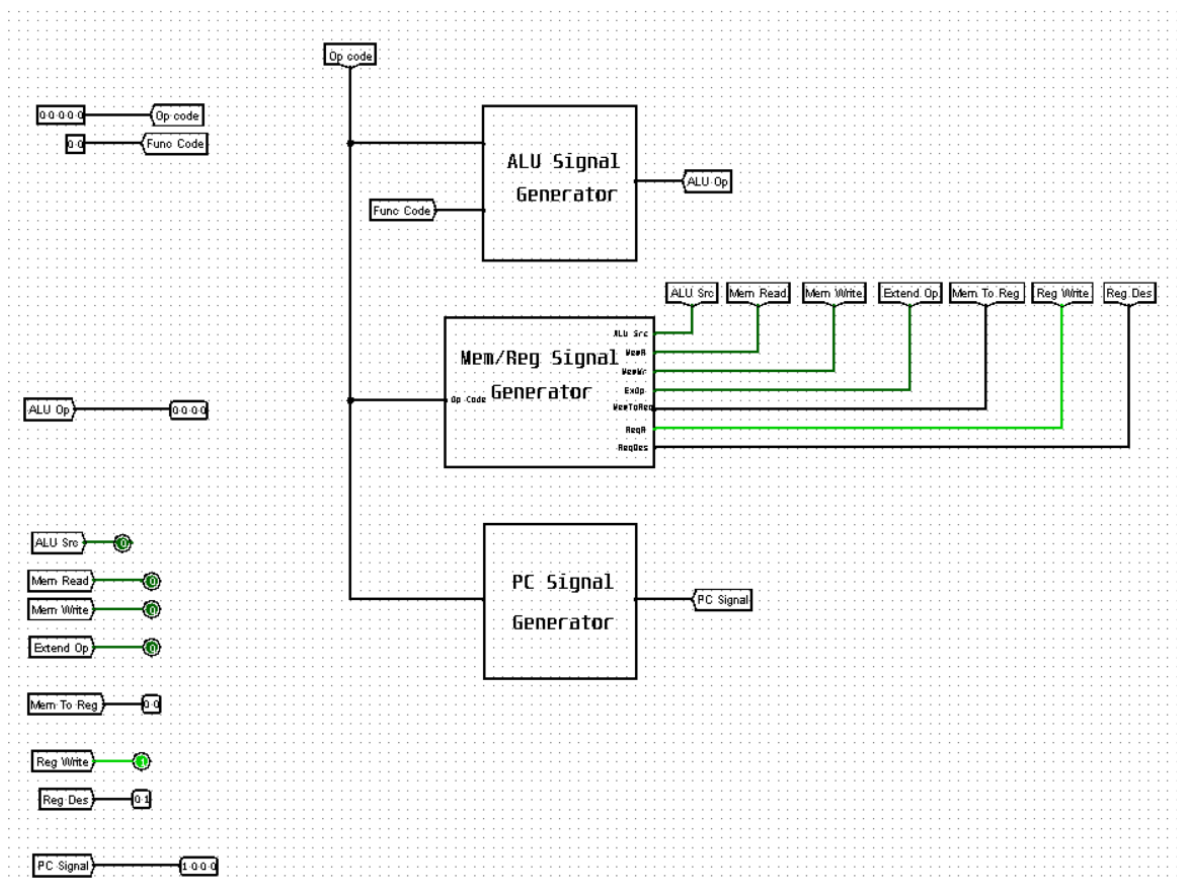 Op code
0 0 0 0 0
Op code
0 0
Func Code
ALU Signal
Generator
ALU Op
Func Code
ALU Src
Mem Read
Mem Write
Extend Op
Mem To Reg
Reg Write
Reg Des
Mem/Reg Signal
Generator
Op Code
ALU Src
MemR
MemWr
ExOp
MemToReg
RegR
RegDes
ALU Op
0 0 0 0
PC Signal
Generator
PC Signal
ALU Src
0
Mem Read
0
Mem Write
0
Extend Op
0
Mem To Reg
0 0
Reg Write
1
Reg Des
0 1
PC Signal
1 0 0 0